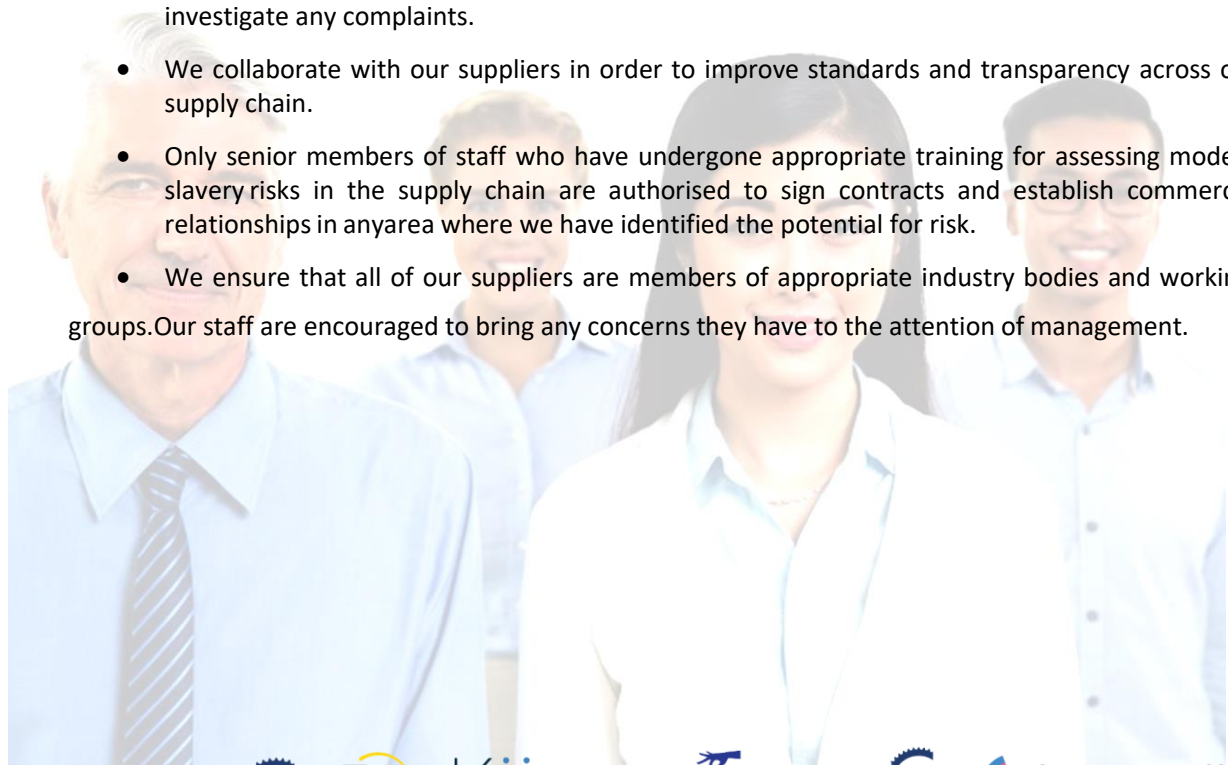 investigate any complaints.
• We collaborate with our suppliers in order to improve standards and transparency across
supply chain.
• Only senior members of staff who have undergone appropriate training for assessing
slavery risks in the supply chain are authorised to sign contracts and establish
relationships in anyarea where we have identified the potential for risk.
• We ensure that all of our suppliers are members of appropriate industry bodies and
groups.Our staff are encouraged to bring any concerns they have to the attention of management.